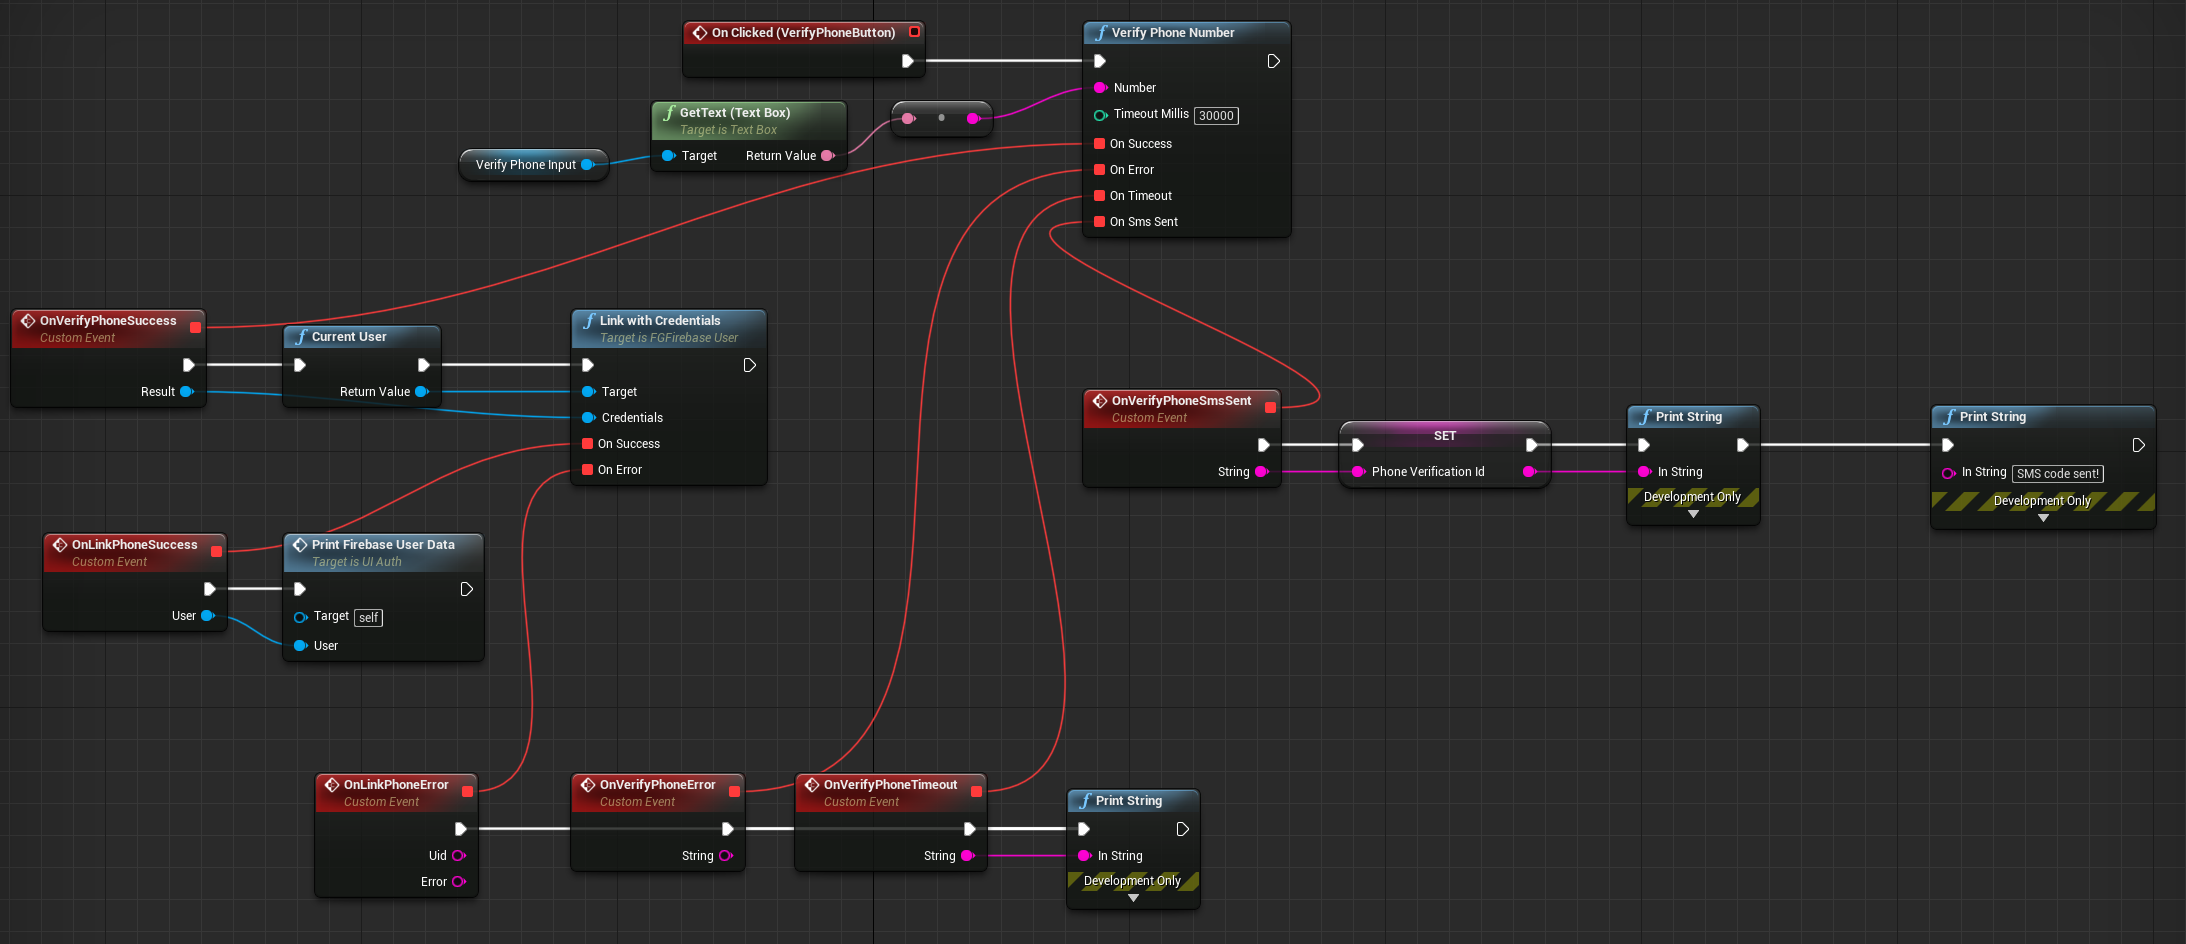 On Clicked (VerifyPhoneButton)
Verify Phone Number
Number
Timeout Millis 30000
On Success
On Error
On Timeout
On Sms Sent
GetText (Text Box)
Target is Text Box
Target Return Value
Verify Phone Input
OnVerifyPhoneSuccess
Custom Event
Result
Current User
Return Value
Link with Credentials
Target is FGFirebase User
Target
Credentials
On Success
On Error
OnVerifyPhoneSmsSent
Custom Event
String
SET
Phone Verification Id
Print String
In String
Development Only
Print String
In String SMS code sent!
Development Only
OnLinkPhoneSuccess
Custom Event
User
Print Firebase User Data
Target is UI Auth
Target self
User
OnLinkPhoneError
Custom Event
Uid
Error
OnVerifyPhoneError
Custom Event
String
OnVerifyPhoneTimeout
Custom Event
String
Print String
In String
Development Only